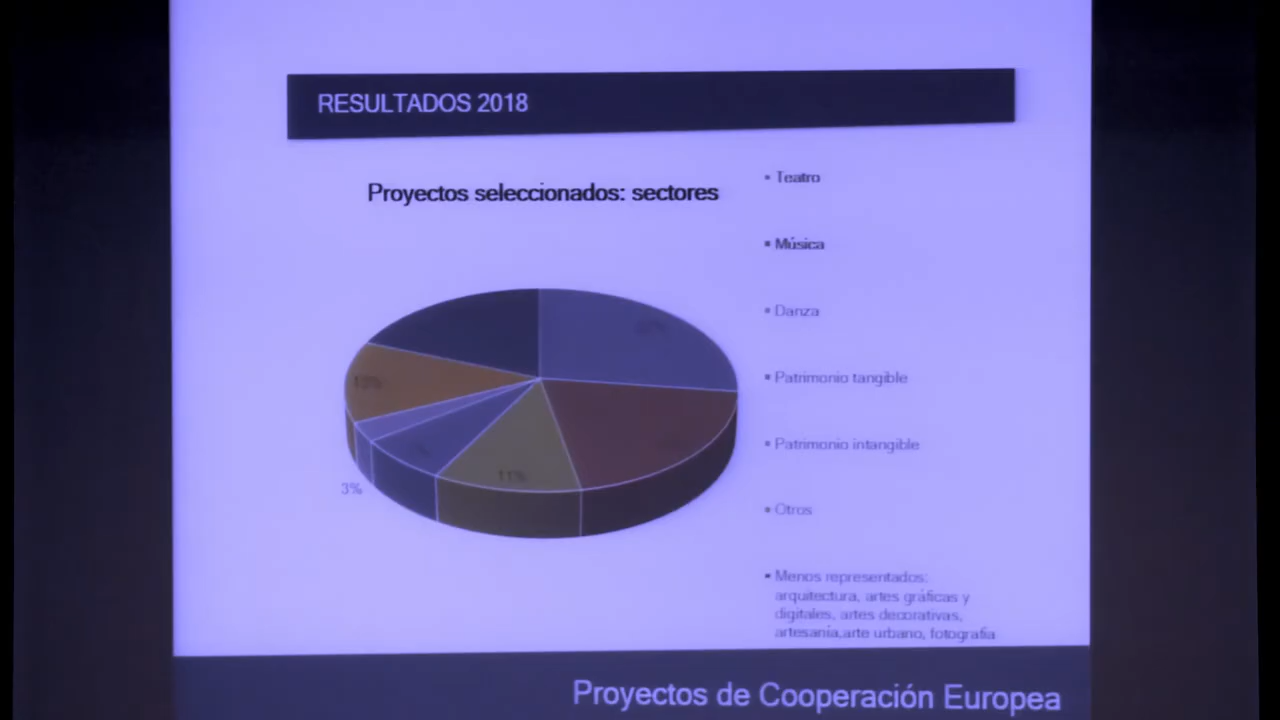 RESULTADOS 2018
Proyectos seleccionados: sectores
13%
11%
3%
▪ Teatro
▪ Música
▪ Danza
▪ Patrimonio tangible
▪ Patrimonio intangible
▪ Otros
▪ Menos representados:
arquitectura, artes gráficas y
digitales, artes decorativas,
artesanía,arte urbano, fotografía
Proyectos de Cooperación Europea